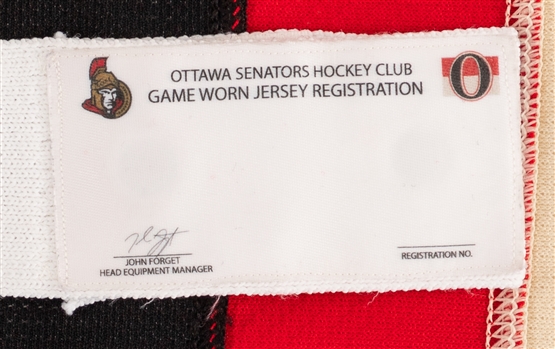 OTTAWA SENATORS HOCKEY CLUB
GAME WORN JERSEY REGISTRATION
O
JOHN FORGET
HEAD EQUIPMENT MANAGER
REGISTRATION NO.